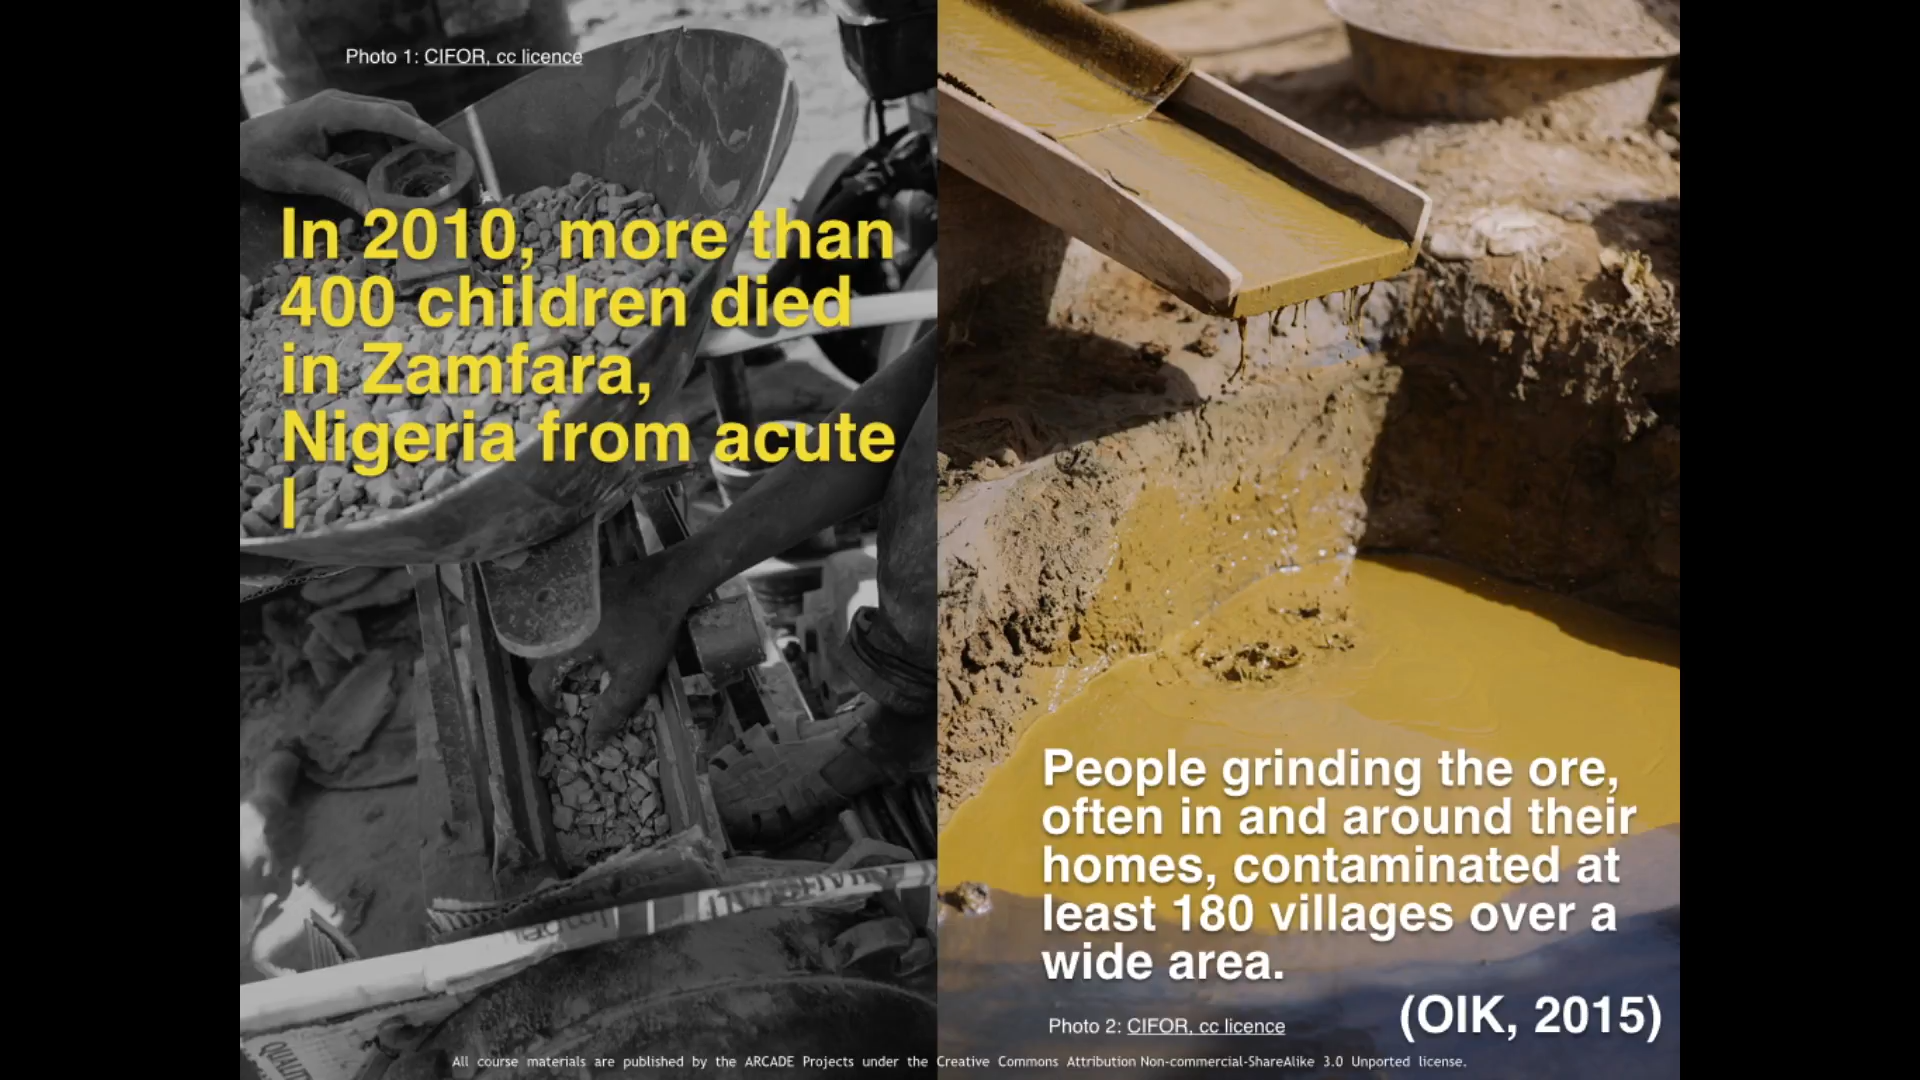 Photo 1: CIFOR, cc licence
In 2010, more than
400 children died
in Zamfara,
Nigeria from acute
l
People grinding the ore,
often in and around their
homes, contaminated at
least 180 villages over a
wide area.
(OIK, 2015)
Photo 2: CIFOR, cc licence
All course materials are published by the ARCADE Projects under the Creative Commons Attribution Non-commercial-ShareAlike 3.0 Unported license.